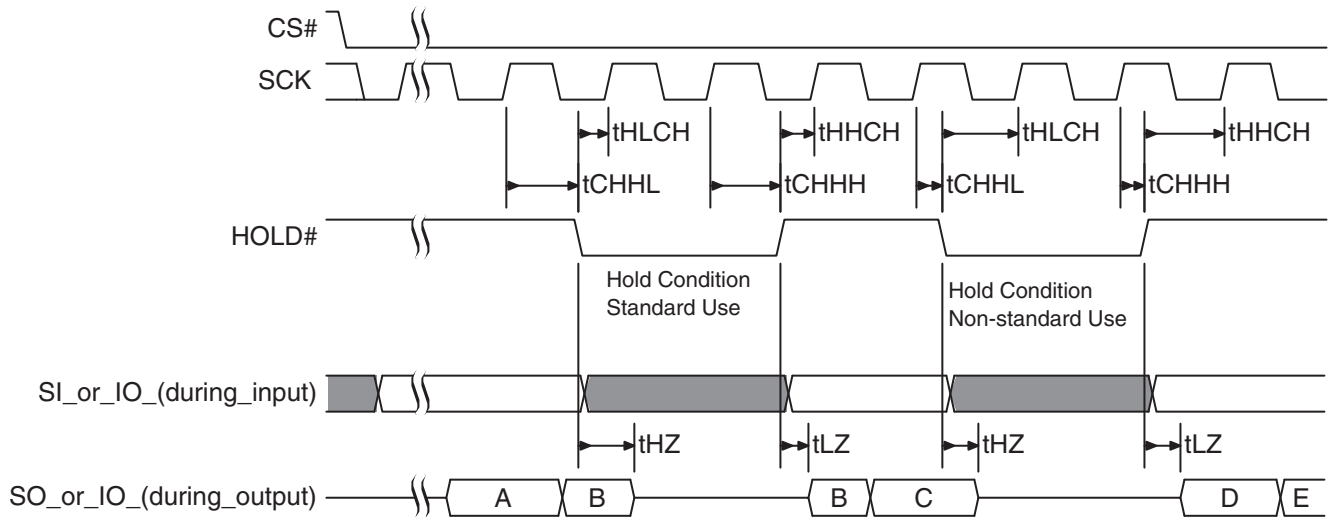 CS#
SCK
tHLCH tHHCH tHLCH tHHCH
tCHHL tCHHH tCHHL tCHHH
HOLD#
Hold Condition
Standard Use
Hold Condition
Non-standard Use
SI_or_IO_(during_input)
tHZ tLZ tHZ tLZ
SO_or_IO_(during_output) A B B C D E